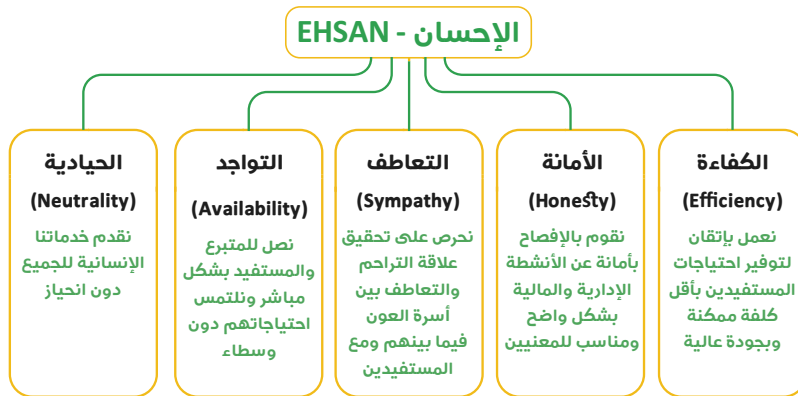 الإحسان - EHSAN
الكفاءة
(Efficiency)
نعمل بإتقان
لتوفير احتياجات
المستفيدين بأقل
كلفة ممكنة
وبجودة عالية
الأمانة
(Honesty)
نقوم بالإفصاح
بأمانة عن الأنشطة
الإدارية والمالية
بشكل واضح
ومناسب للمعنيين
التعاطف
(Sympathy)
نحرص على تحقيق
علاقة التراحم
والتعاطف بين
أسرة العون
فيما بينهم ومع
المستفيدين
التواجد
(Availability)
نصل للمتبرع
والمستفيد بشكل
مباشر ونلتمس
احتياجاتهم دون
وسطاء
الحيادية
(Neutrality)
نقدم خدماتنا
الإنسانية للجميع
دون انحياز